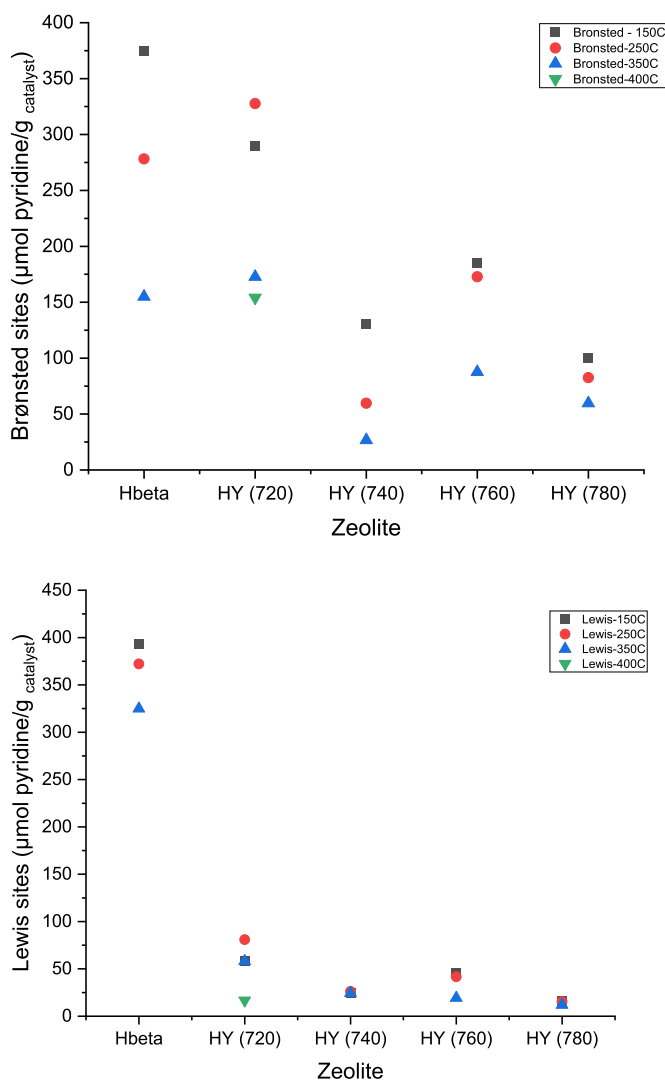 400
350
300
250
200
150
100
50
0
Brønsted sites (µmol pyridine/g catalyst)
Bronsted - 150C
Bronsted-250C
Bronsted-350C
Bronsted-400C
Hbeta HY (720) HY (740) HY (760) HY (780)
Zeolite
450
400
350
300
250
200
150
100
50
0
Lewis sites (µmol pyridine/g catalyst)
Lewis-150C
Lewis-250C
Lewis-350C
Lewis-400C
Hbeta HY (720) HY (740) HY (760) HY (780)
Zeolite